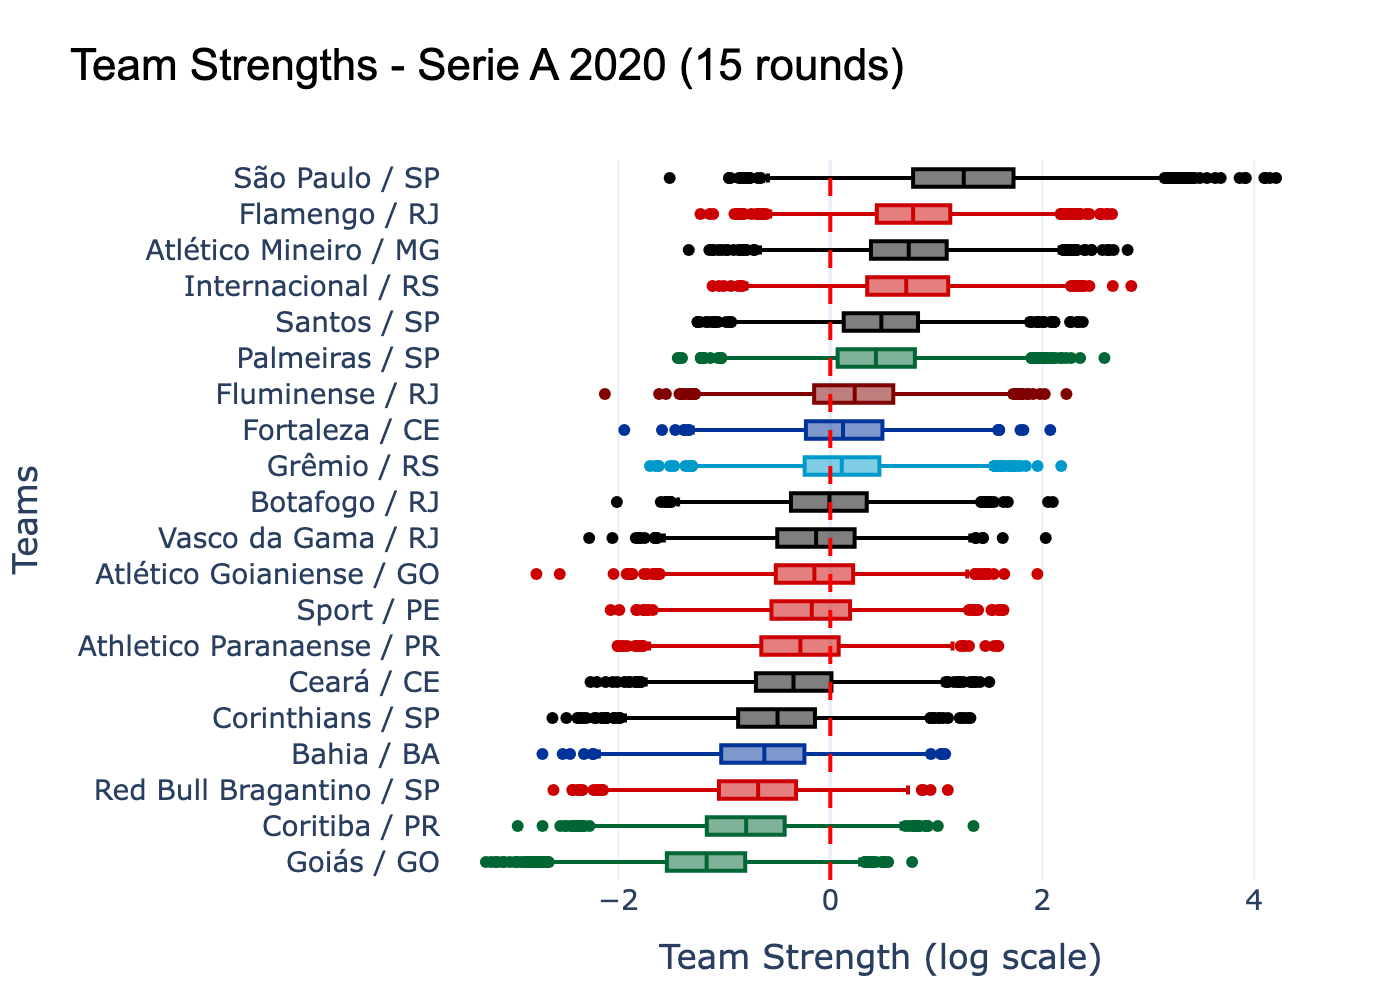 Team Strengths - Serie A 2020 (15 rounds)
Teams
São Paulo / SP
Flamengo / RJ
Atlético Mineiro / MG
Internacional / RS
Santos / SP
Palmeiras / SP
Fluminense / RJ
Fortaleza / CE
Grêmio / RS
Botafogo / RJ
Vasco da Gama / RJ
Atlético Goianiense / GO
Sport / PE
Athletico Paranaense / PR
Ceará / CE
Corinthians / SP
Bahia / BA
Red Bull Bragantino / SP
Coritiba / PR
Goiás / GO
−2 0 2 4
Team Strength (log scale)